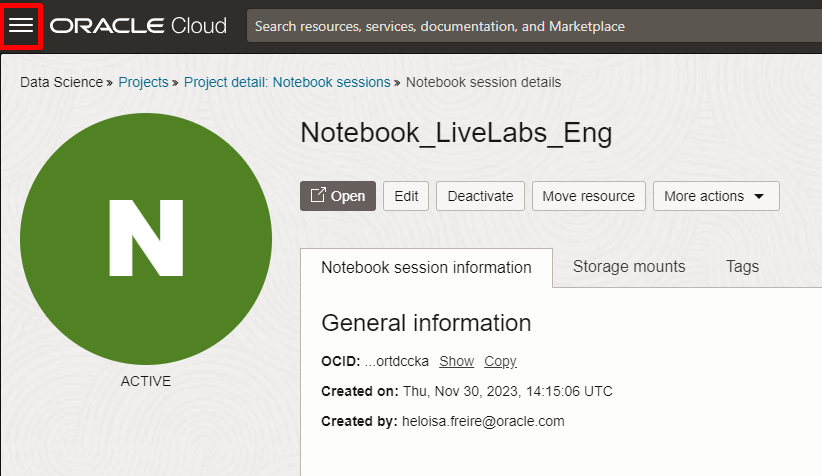 ORACLE Cloud Search resources, services, documentation, and Marketplace
Data Science » Projects » Project detail: Notebook sessions » Notebook session details
N
ACTIVE
Notebook_LiveLabs_Eng
Open Edit Deactivate Move resource More actions
Notebook session information Storage mounts Tags
General information
OCID: ...ortdccka Show Copy
Created on: Thu, Nov 30, 2023, 14:15:06 UTC
Created by: heloisa.freire@oracle.com